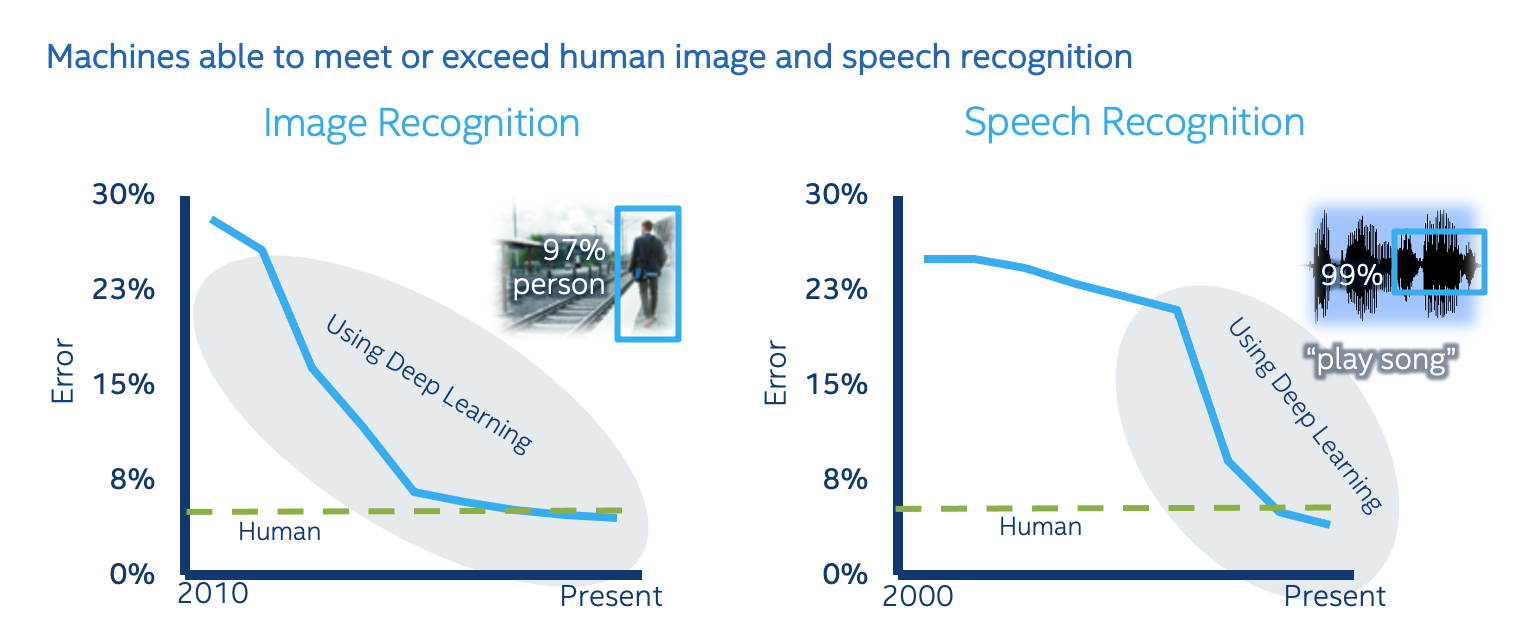 Machines able to meet or exceed human image and speech recognition
Image Recognition
30%
23%
15%
8%
0%
Error
97%
person
Using Deep Learning
Human
2010
Present
Speech Recognition
30%
23%
15%
8%
0%
Error
99%
“play song”
Using Deep Learning
Human
2000
Present